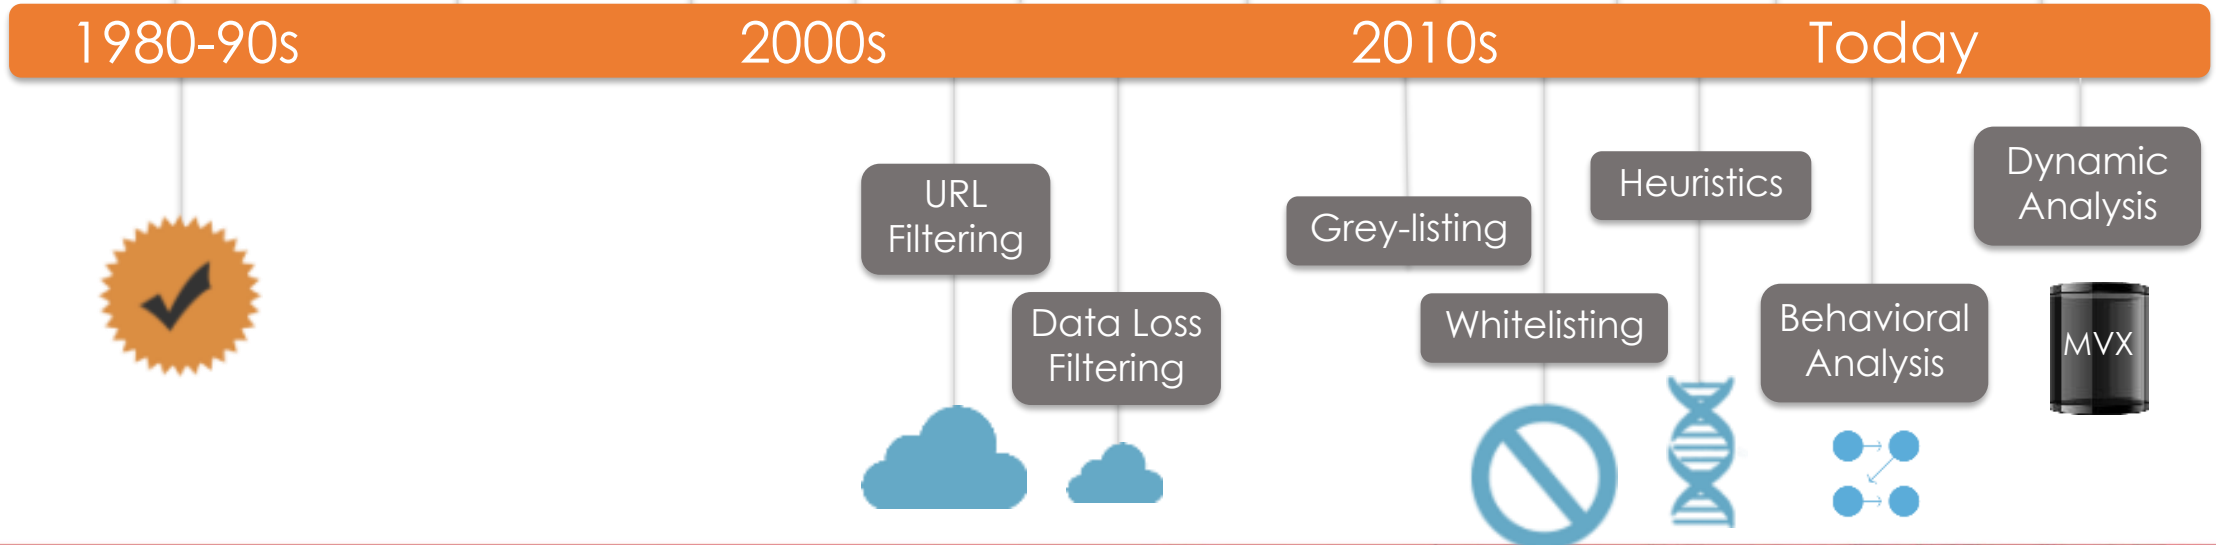 1980-90s
2000s
2010s
Today
URL
Filtering
Data Loss
Filtering
Grey-listing
Whitelisting
Heuristics
Behavioral
Analysis
Dynamic
Analysis
MVX